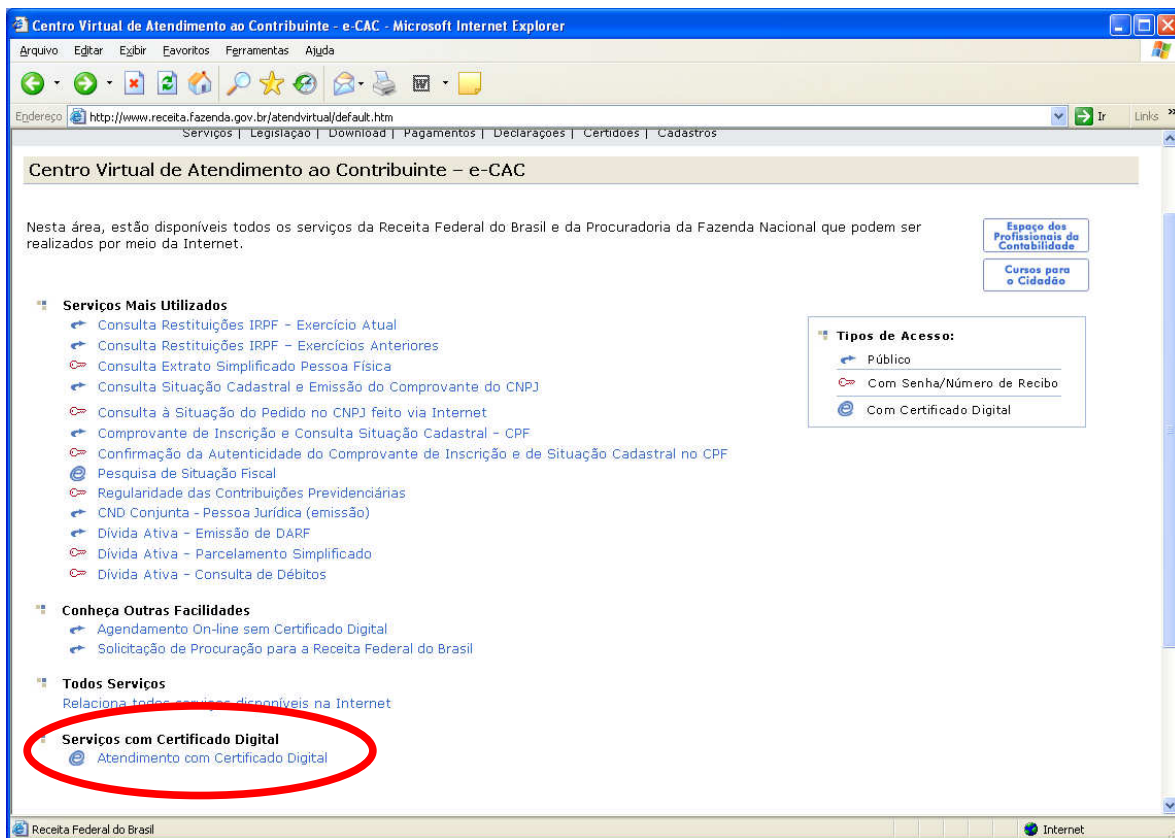 Centro Virtual de Atendimento ao Contribuinte - e-CAC - Microsoft Internet Explorer
Arquivo Editar Exibir Favoritos Ferramentas Ajuda
Endereço http://www.receita.fazenda.gov.br/atendvirtual/default.htm Ir Links »
Serviços | Legislação | Download | Pagamentos | Declarações | Certidões | Cadastros
Centro Virtual de Atendimento ao Contribuinte – e-CAC
Nesta área, estão disponíveis todos os serviços da Receita Federal do Brasil e da Procuradoria da Fazenda Nacional que podem ser
realizados por meio da Internet.
Espaço dos
Profissionais da
Contabilidade
Cursos para
o Cidadão
Serviços Mais Utilizados
Consulta Restituições IRPF - Exercício Atual
Consulta Restituições IRPF – Exercícios Anteriores
Consulta Extrato Simplificado Pessoa Física
Consulta Situação Cadastral e Emissão do Comprovante do CNPJ
Consulta à Situação do Pedido no CNPJ feito via Internet
Comprovante de Inscrição e Consulta Situação Cadastral - CPF
Confirmação da Autenticidade do Comprovante de Inscrição e de Situação Cadastral no CPF
Pesquisa de Situação Fiscal
Regularidade das Contribuições Previdenciárias
CND Conjunta - Pessoa Jurídica (emissão)
Dívida Ativa – Emissão de DARF
Dívida Ativa – Parcelamento Simplificado
Dívida Ativa – Consulta de Débitos
Tipos de Acesso:
Público
Com Senha/Número de Recibo
Com Certificado Digital
Conheça Outras Facilidades
Agendamento On-line sem Certificado Digital
Solicitação de Procuração para a Receita Federal do Brasil
Todos Serviços
Relaciona todos serviços disponíveis na Internet
Serviços com Certificado Digital
Atendimento com Certificado Digital
Receita Federal do Brasil Internet